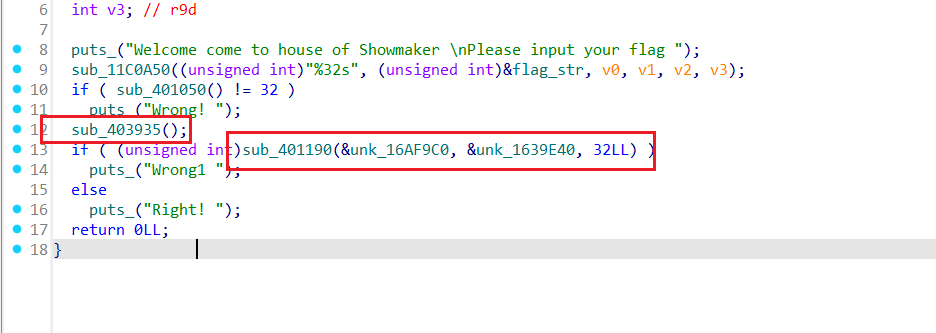 6 int v3; // r9d
7
8 puts_("Welcome come to house of Showmaker \nPlease input your flag ");
9 sub_11C0A50((unsigned int)"%32s", (unsigned int)&flag_str, v0, v1, v2, v3);
10 if ( sub_401050() != 32 )
11 puts_("Wrong! ");
12 sub_403935();
13 if ( (unsigned int)sub_401190(&unk_16AF9C0, &unk_1639E40, 32LL) )
14 puts_("Wrong1 ");
15 else
16 puts_("Right! ");
17 return 0LL;
18 }